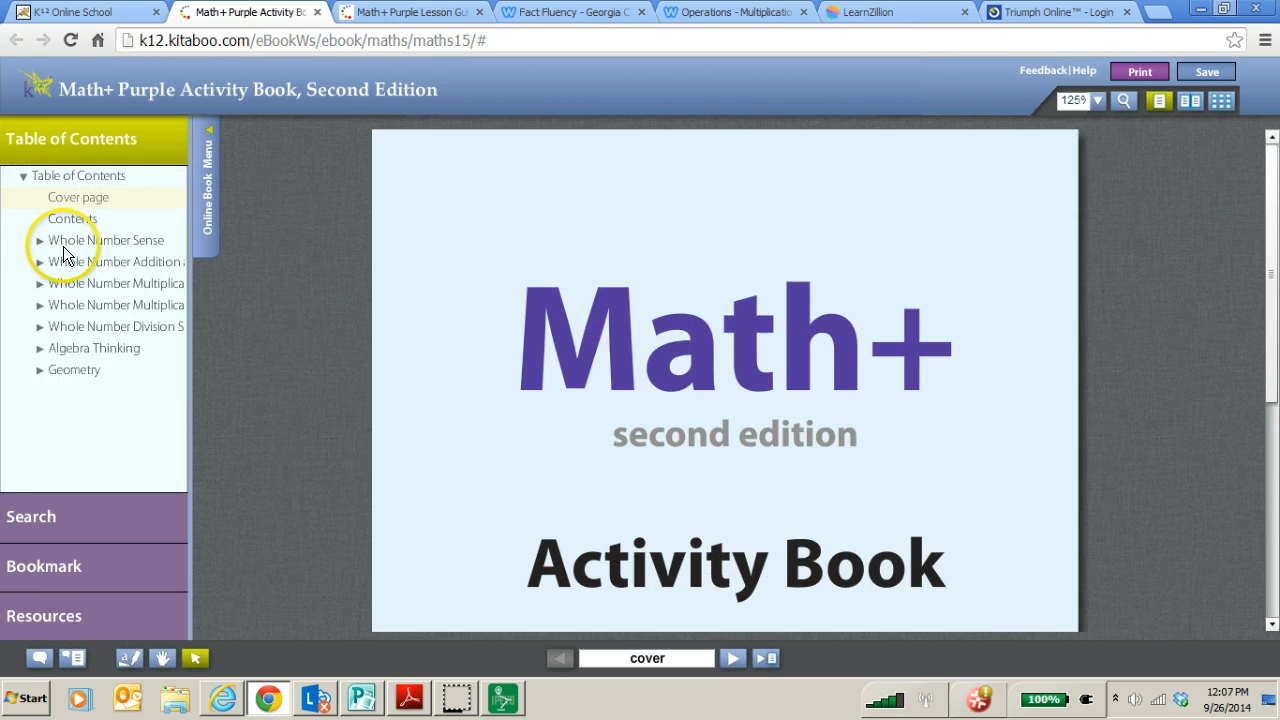 K12 Online School
Math+ Purple Activity Bo
Math+ Purple Lesson Gui
Fact Fluency - Georgia C
Operations - Multiplicatio
LearnZillion
Triumph Online™ - Login
k12.kitaboo.com/eBookWs/ebook/maths/maths15/#
Math+ Purple Activity Book, Second Edition
Feedback|Help
Print
Save
125%
Table of Contents
Online Book Menu
Table of Contents
Cover page
Contents
Whole Number Sense
Whole Number Addition a
Whole Number Multiplica
Whole Number Multiplica
Whole Number Division S
Algebra Thinking
Geometry
Search
Bookmark
Resources
Math+
second edition
Activity Book
cover
Start
100%
12:07 PM
9/26/2014